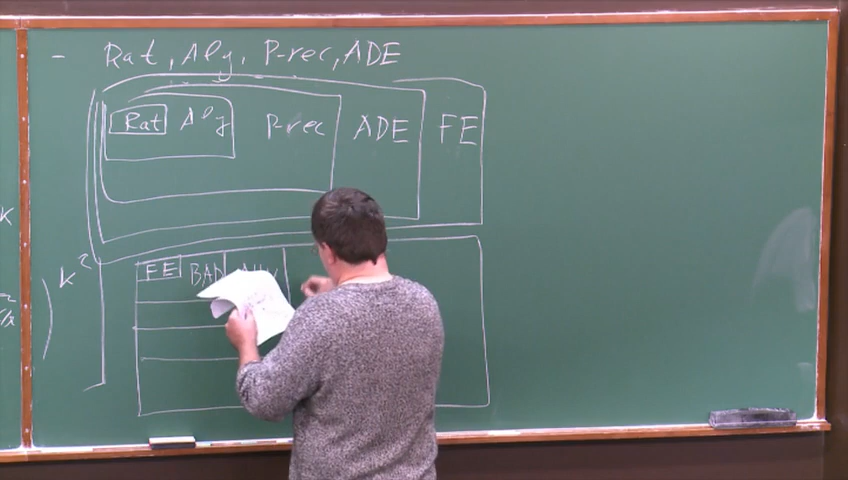 - Rat, Alg, P-rec, ADE
Rat Alg P-rec ADE FE
K
) k²
FE BAD